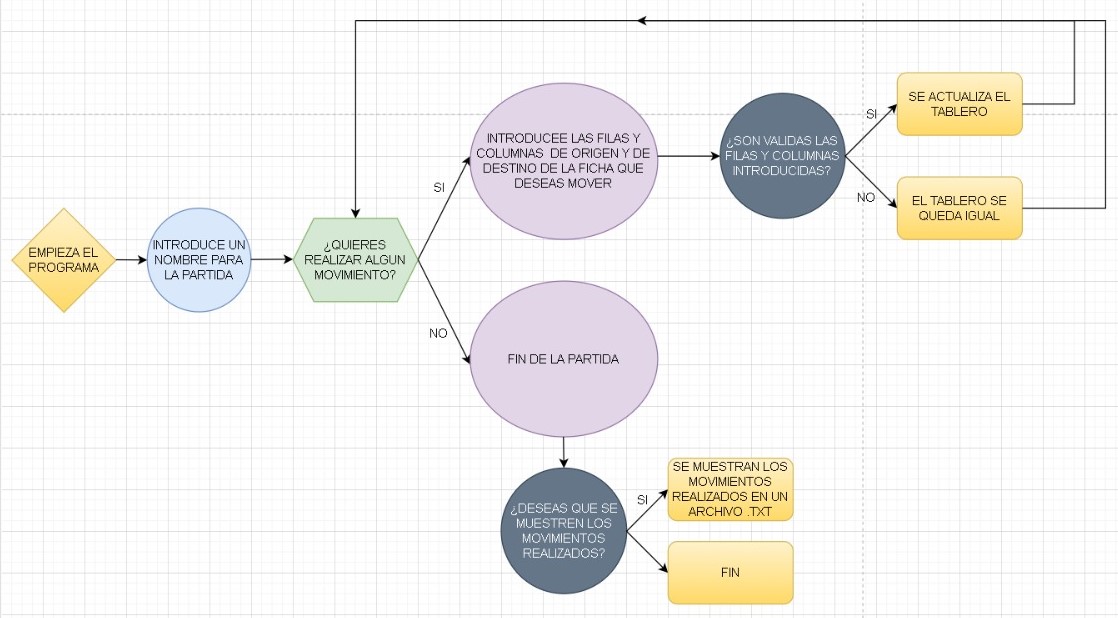 EMPIEZA EL
PROGRAMA
INTRODUCE UN
NOMBRE PARA
LA PARTIDA
¿QUIERES
REALIZAR ALGUN
MOVIMIENTO?
SI
INTRODUCEE LAS FILAS Y
COLUMNAS DE ORIGEN Y DE
DESTINO DE LA FICHA QUE
DESEAS MOVER
¿SON VALIDAS LAS
FILAS Y COLUMNAS
INTRODUCIDAS?
SI
SE ACTUALIZA EL
TABLERO
NO
EL TABLERO SE
QUEDA IGUAL
NO
FIN DE LA PARTIDA
¿DESEAS QUE SE
MUESTREN LOS
MOVIMIENTOS
REALIZADOS?
SI
SE MUESTRAN LOS
MOVIMIENTOS
REALIZADOS EN UN
ARCHIVO .TXT
FIN